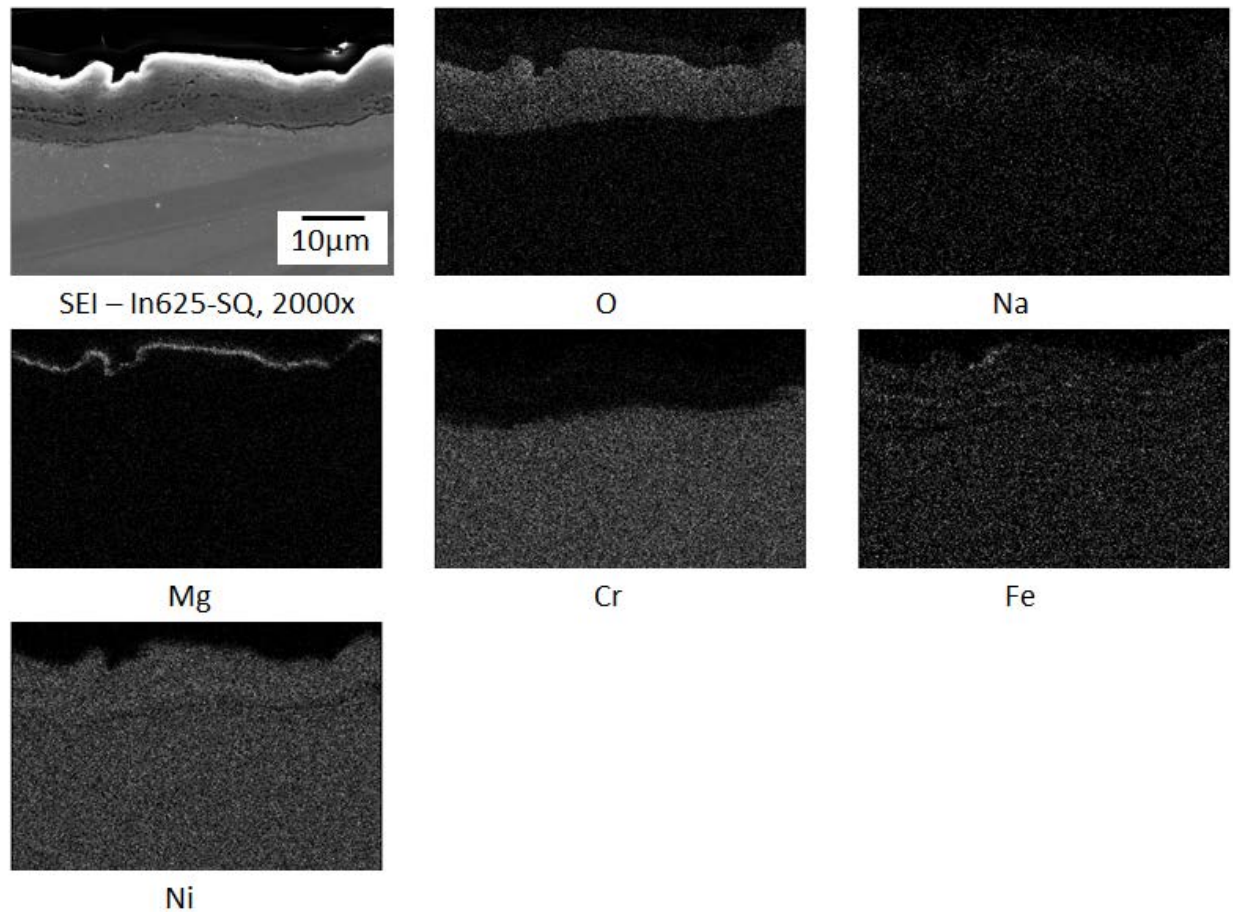 10µm
SEI – In625-SQ, 2000x
O
Na
Mg
Cr
Fe
Ni